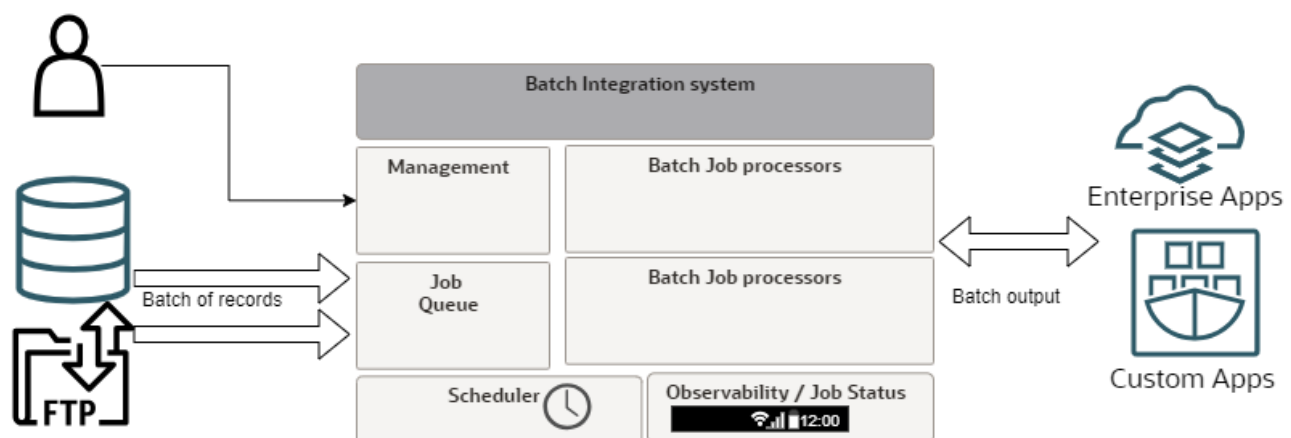 Batch Integration system
Management
Batch Job processors
Enterprise Apps
Batch of records
Job
Queue
Batch Job processors
Batch output
Custom Apps
FTP
Scheduler
Observability / Job Status
12:00